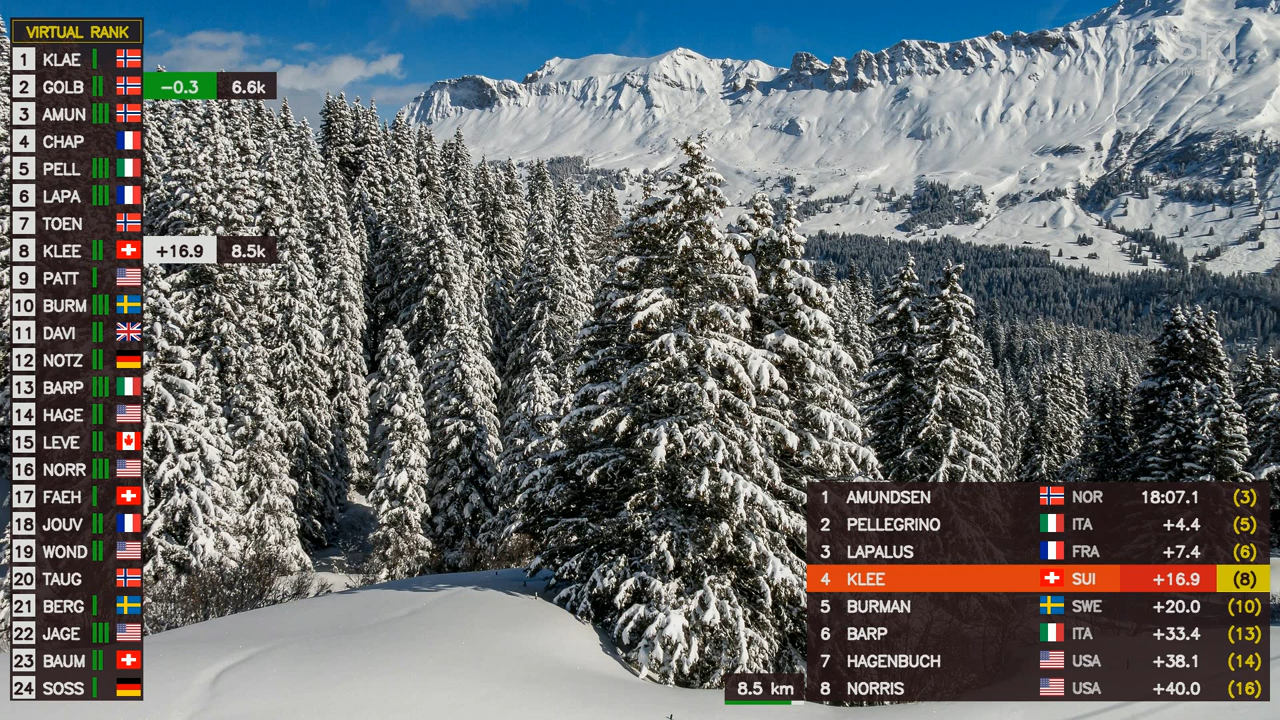 VIRTUAL RANK
1 KLAE
2 GOLB −0.3 6.6k
3 AMUN
4 CHAP
5 PELL
6 LAPA
7 TOEN
8 KLEE +16.9 8.5k
9 PATT
10 BURM
11 DAVI
12 NOTZ
13 BARP
14 HAGE
15 LEVE
16 NORR
17 FAEH
18 JOUV
19 WOND
20 TAUG
21 BERG
22 JAGE
23 BAUM
24 SOSS
SKI
1 AMUNDSEN NOR 18:07.1 (3)
2 PELLEGRINO ITA +4.4 (5)
3 LAPALUS FRA +7.4 (6)
4 KLEE SUI +16.9 (8)
5 BURMAN SWE +20.0 (10)
6 BARP ITA +33.4 (13)
7 HAGENBUCH USA +38.1 (14)
8 NORRIS USA +40.0 (16)
8.5 km